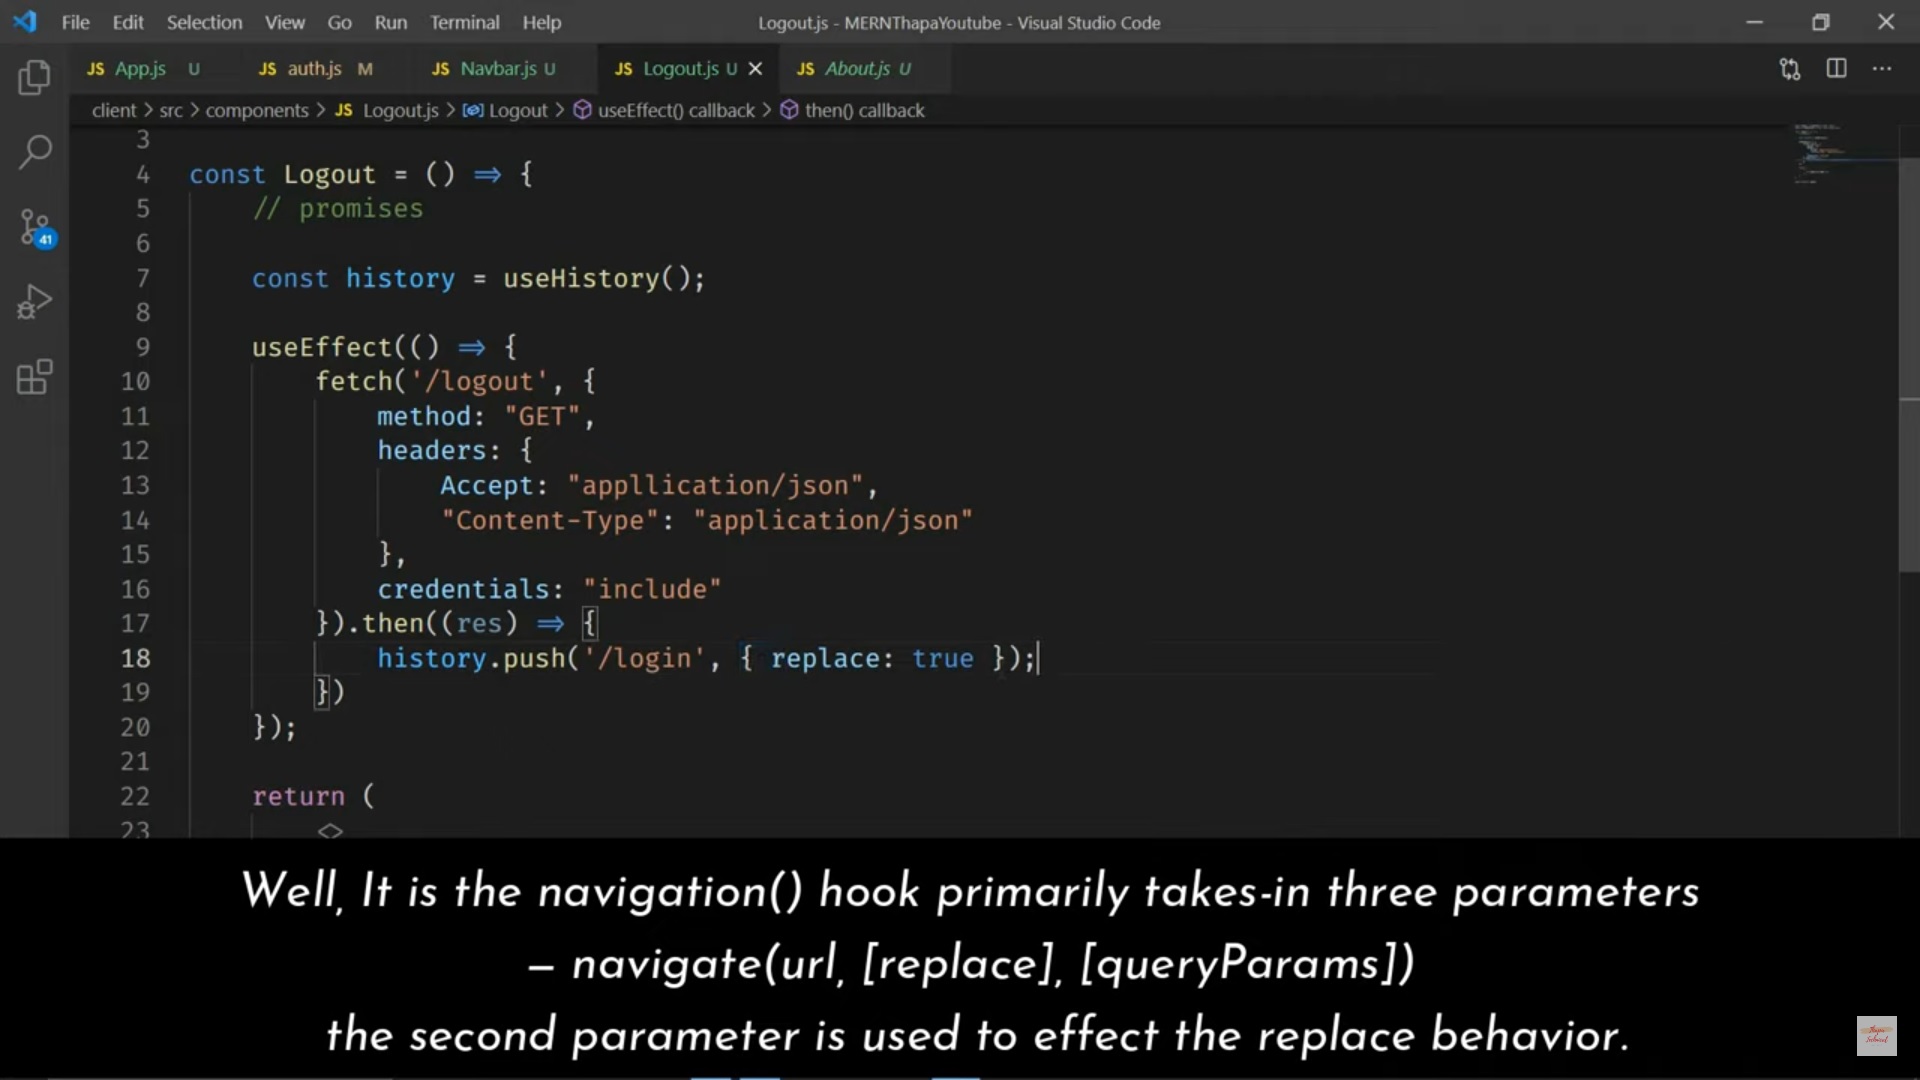 File Edit Selection View Go Run Terminal Help
Logout.js - MERNThapaYoutube - Visual Studio Code
JS App.js U
JS auth.js M
JS Navbar.js U
JS Logout.js U
JS About.js U
client > src > components > JS Logout.js > Logout > useEffect() callback > then() callback
41
3
4 const Logout = () => {
5 // promises
6
7 const history = useHistory();
8
9 useEffect(() => {
10 fetch('/logout', {
11 method: "GET",
12 headers: {
13 Accept: "appllication/json",
14 "Content-Type": "application/json"
15 },
16 credentials: "include"
17 }).then((res) => {
18 history.push('/login', { replace: true });
19 })
20 });
21
22 return (
23 <>
Well, It is the navigation() hook primarily takes-in three parameters
– navigate(url, [replace], [queryParams])
the second parameter is used to effect the replace behavior.